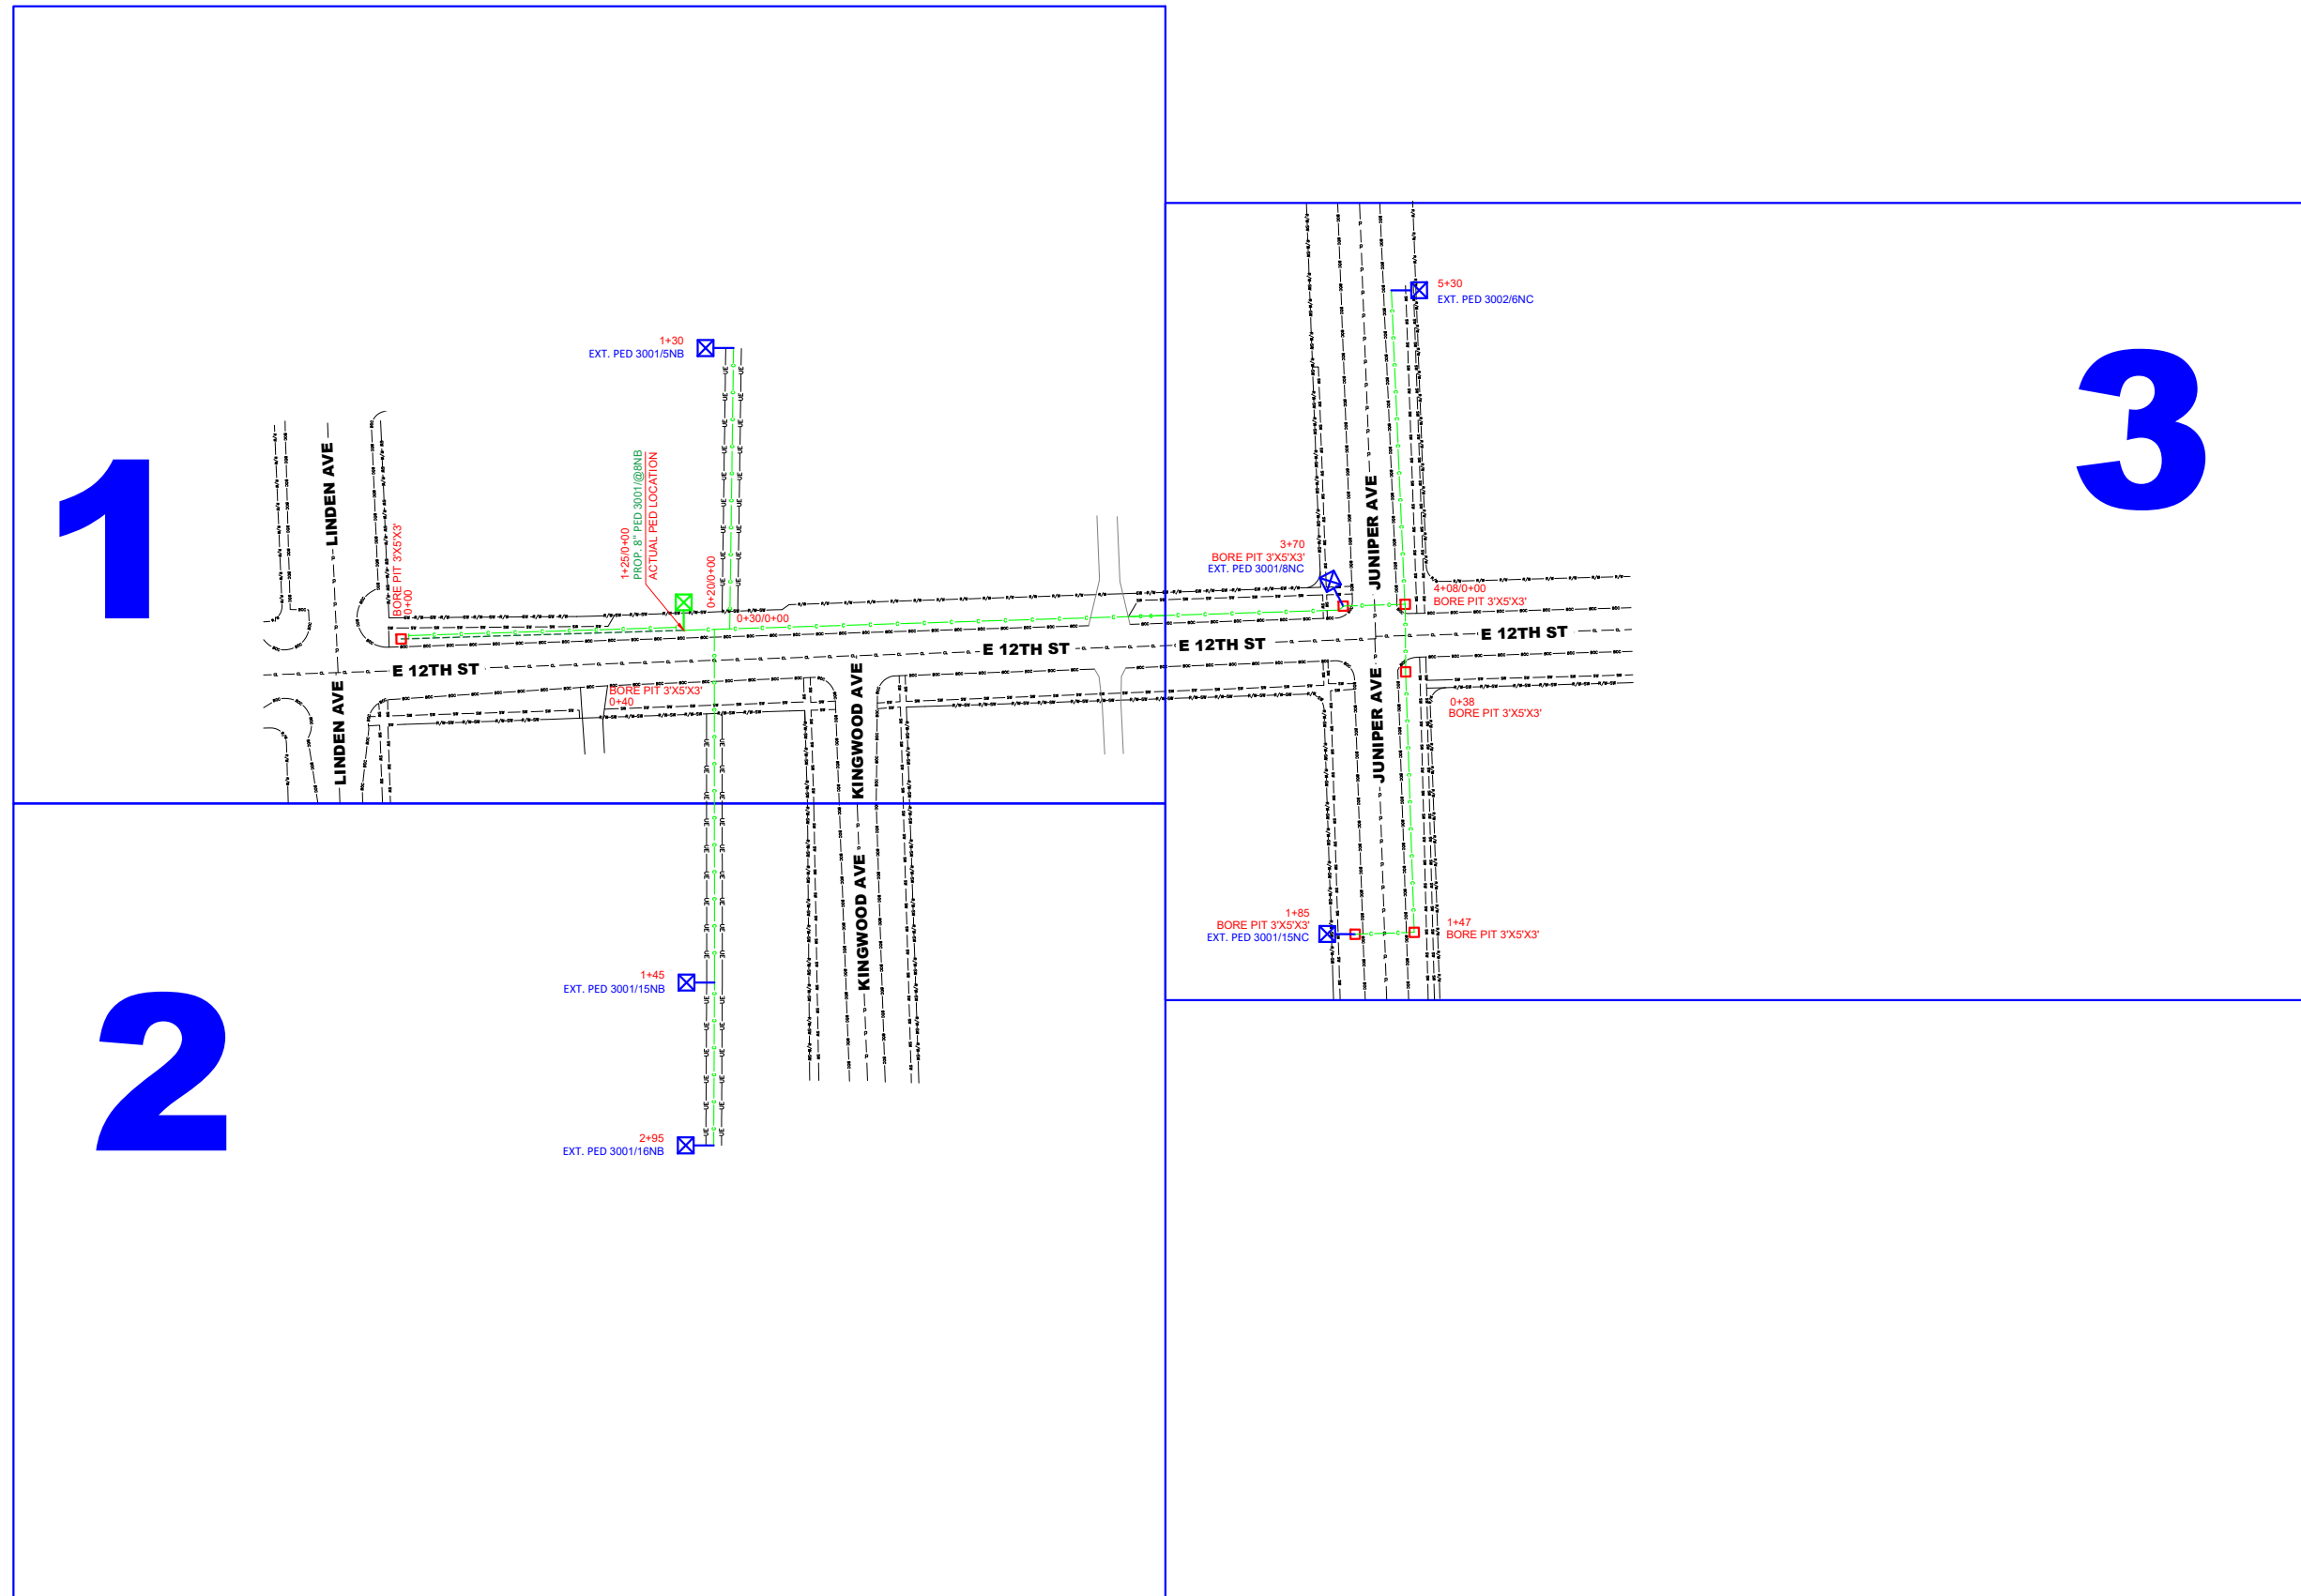 1
LINDEN AVE
LINDEN AVE
BORE PIT 3'X5'X3'
0+00
1+30
EXT. PED 3001/5NB
1+25/0+00
PROP. 8" PED 3001/@8NB
ACTUAL PED LOCATION
0+20/0+00
0+30/0+00
E 12TH ST
BORE PIT 3'X5'X3'
0+40
KINGWOOD AVE
E 12TH ST
2
KINGWOOD AVE
1+45
EXT. PED 3001/15NB
2+95
EXT. PED 3001/16NB
3
5+30
EXT. PED 3002/6NC
JUNIPER AVE
3+70
BORE PIT 3'X5'X3'
EXT. PED 3001/8NC
4+08/0+00
BORE PIT 3'X5'X3'
E 12TH ST
E 12TH ST
JUNIPER AVE
0+38
BORE PIT 3'X5'X3'
1+85
BORE PIT 3'X5'X3'
EXT. PED 3001/15NC
1+47
BORE PIT 3'X5'X3'